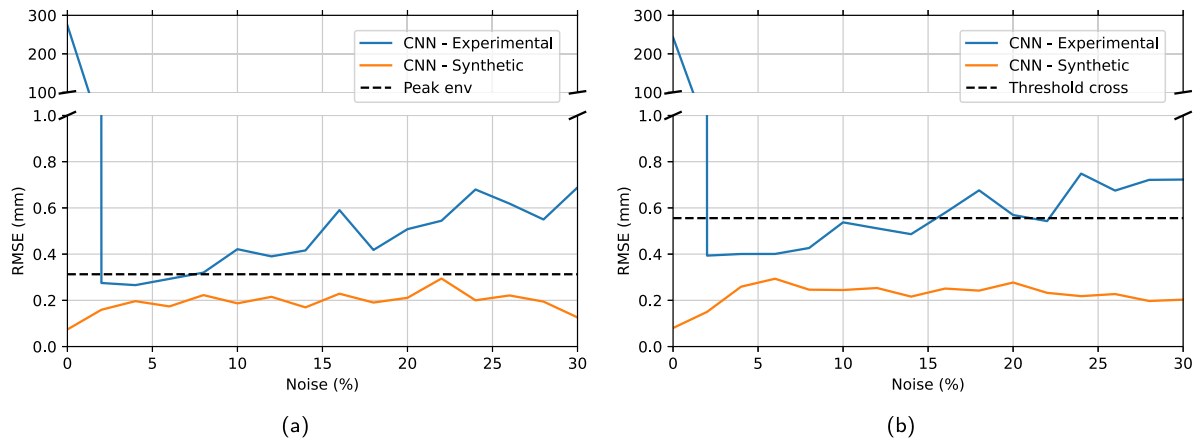 300
200
100
1.0
0.8
0.6
0.4
0.2
0.0
RMSE (mm)
CNN - Experimental
CNN - Synthetic
Peak env
0 5 10 15 20 25 30
Noise (%)
(a)
300
200
100
1.0
0.8
0.6
0.4
0.2
0.0
RMSE (mm)
CNN - Experimental
CNN - Synthetic
Threshold cross
0 5 10 15 20 25 30
Noise (%)
(b)